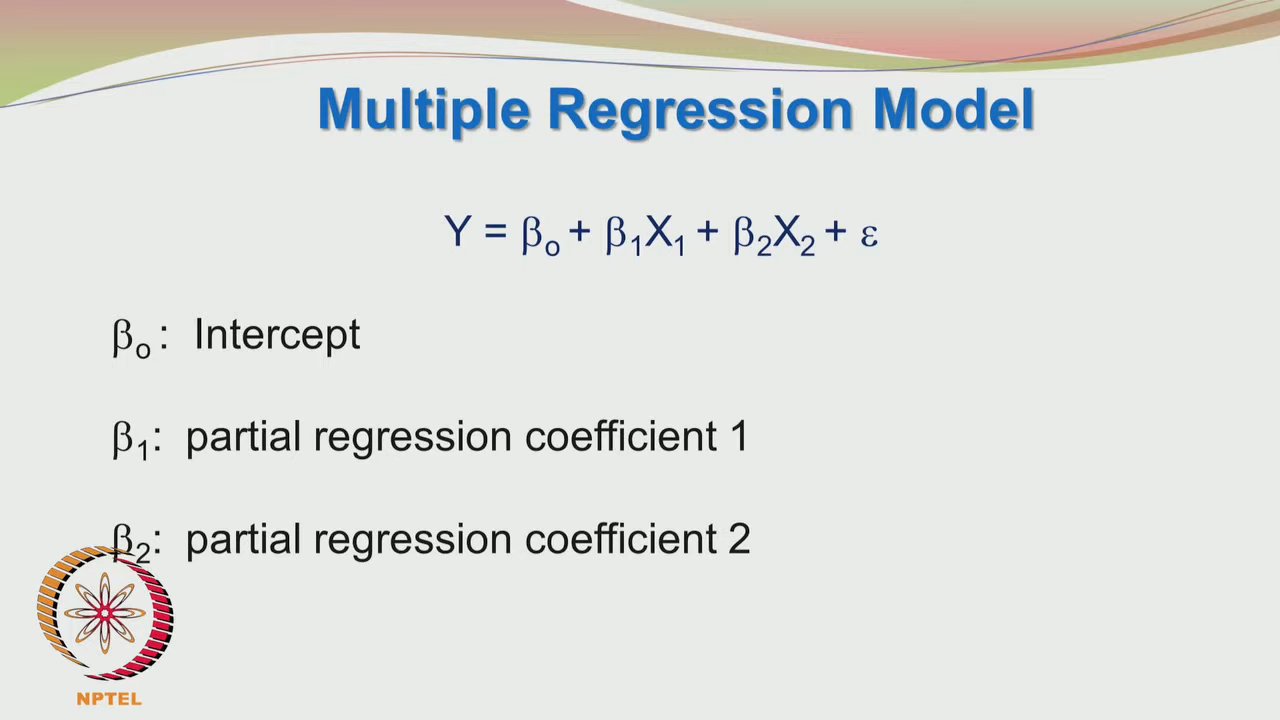 Multiple Regression Model
Y = βo + β1X1 + β2X2 + ε
βo : Intercept
β1: partial regression coefficient 1
β2: partial regression coefficient 2
NPTEL